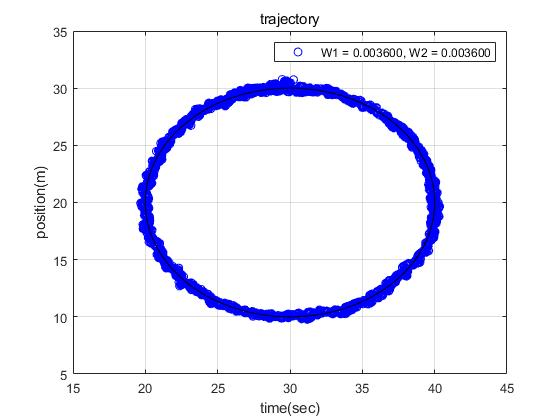 trajectory
W1 = 0.003600, W2 = 0.003600
35
30
25
20
15
10
5
position(m)
15 20 25 30 35 40 45
time(sec)